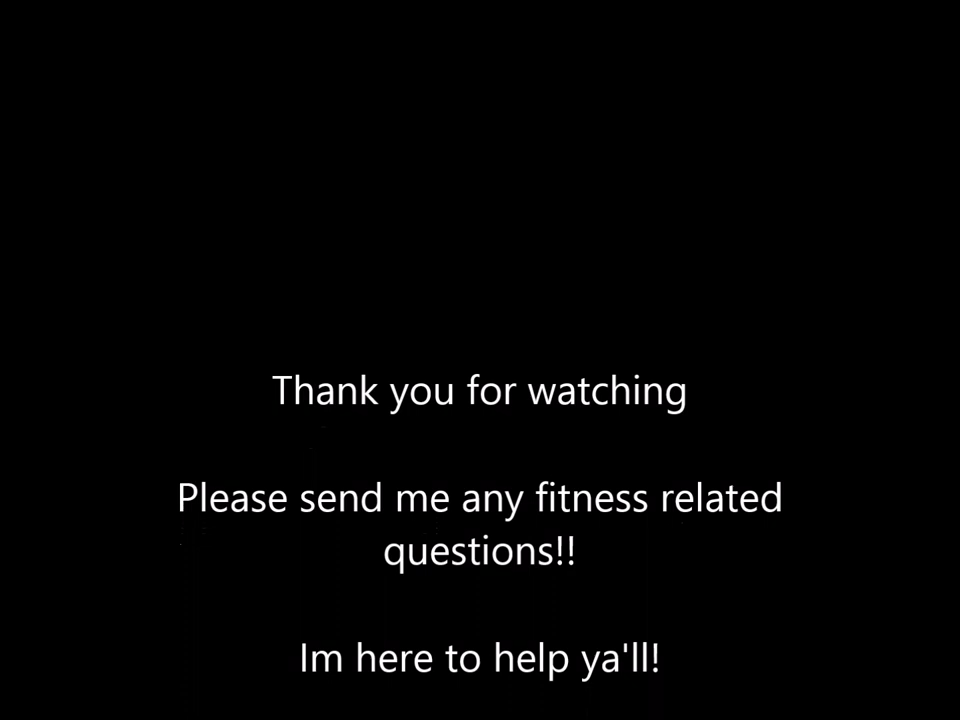 Thank you for watching
Please send me any fitness related
questions!!
Im here to help ya'll!